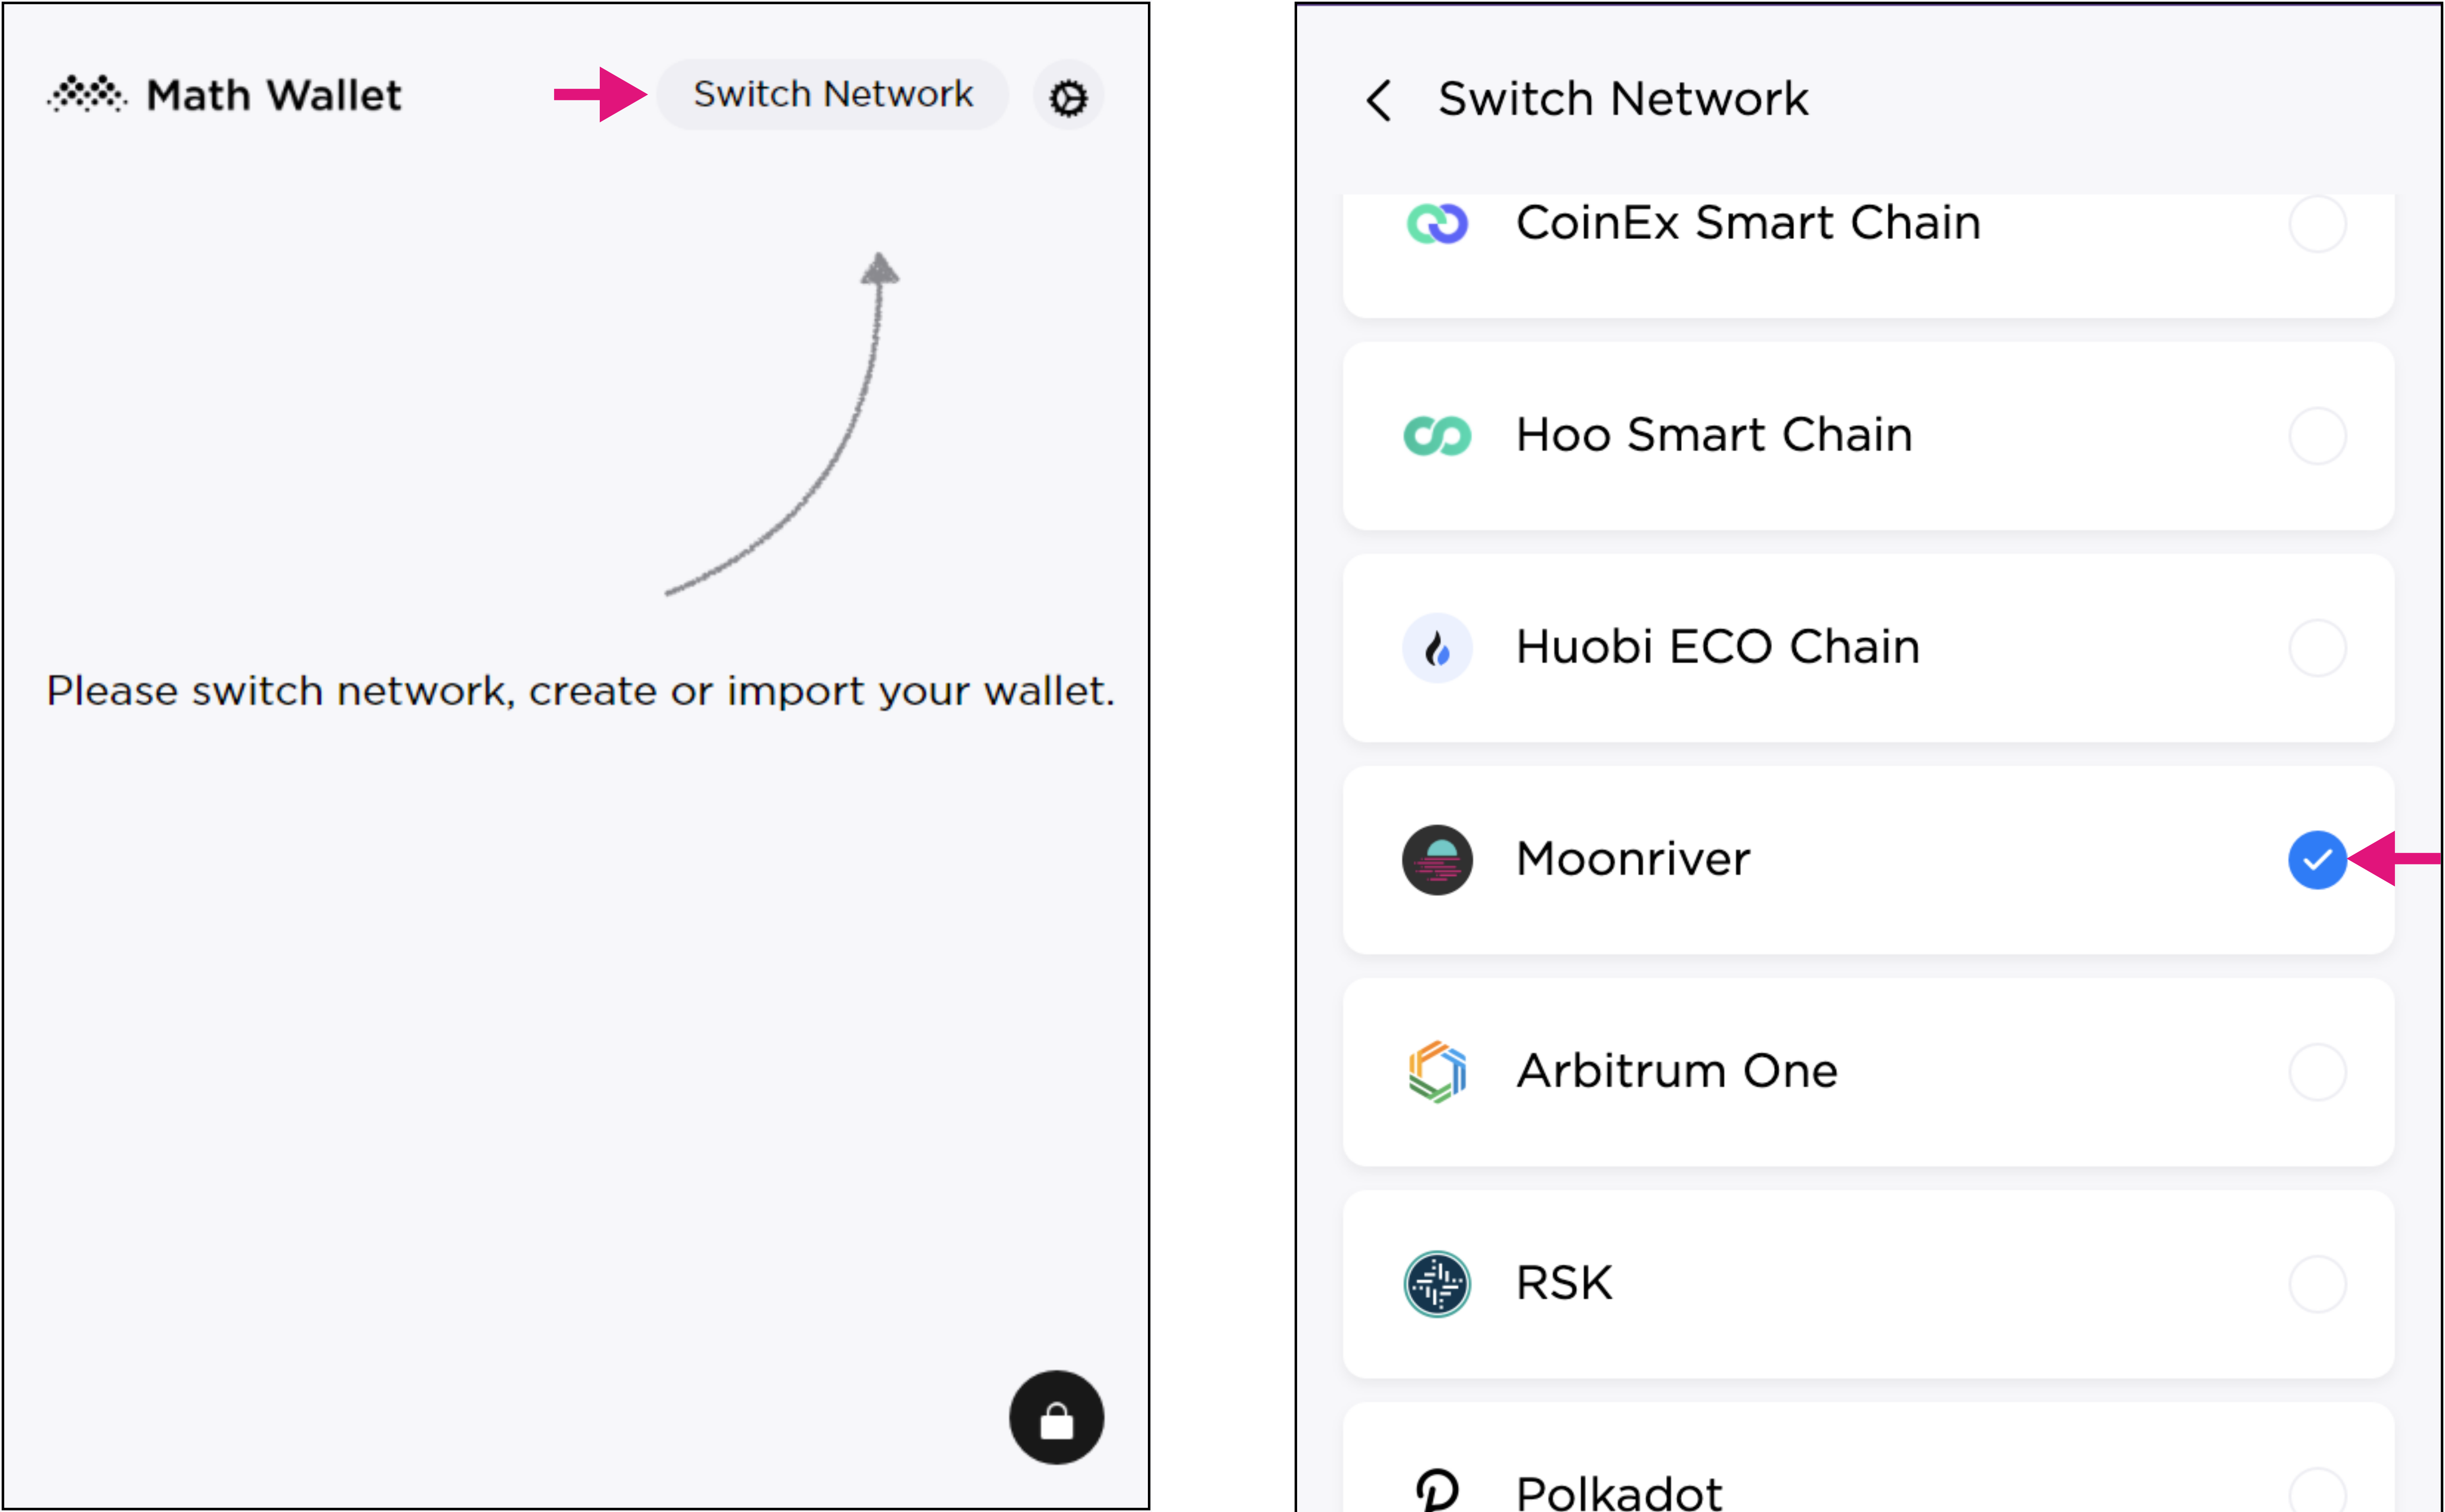 Math Wallet
Switch Network
Please switch network, create or import your wallet.
Switch Network
CoinEx Smart Chain
Hoo Smart Chain
Huobi ECO Chain
Moonriver
Arbitrum One
RSK
Polkadot